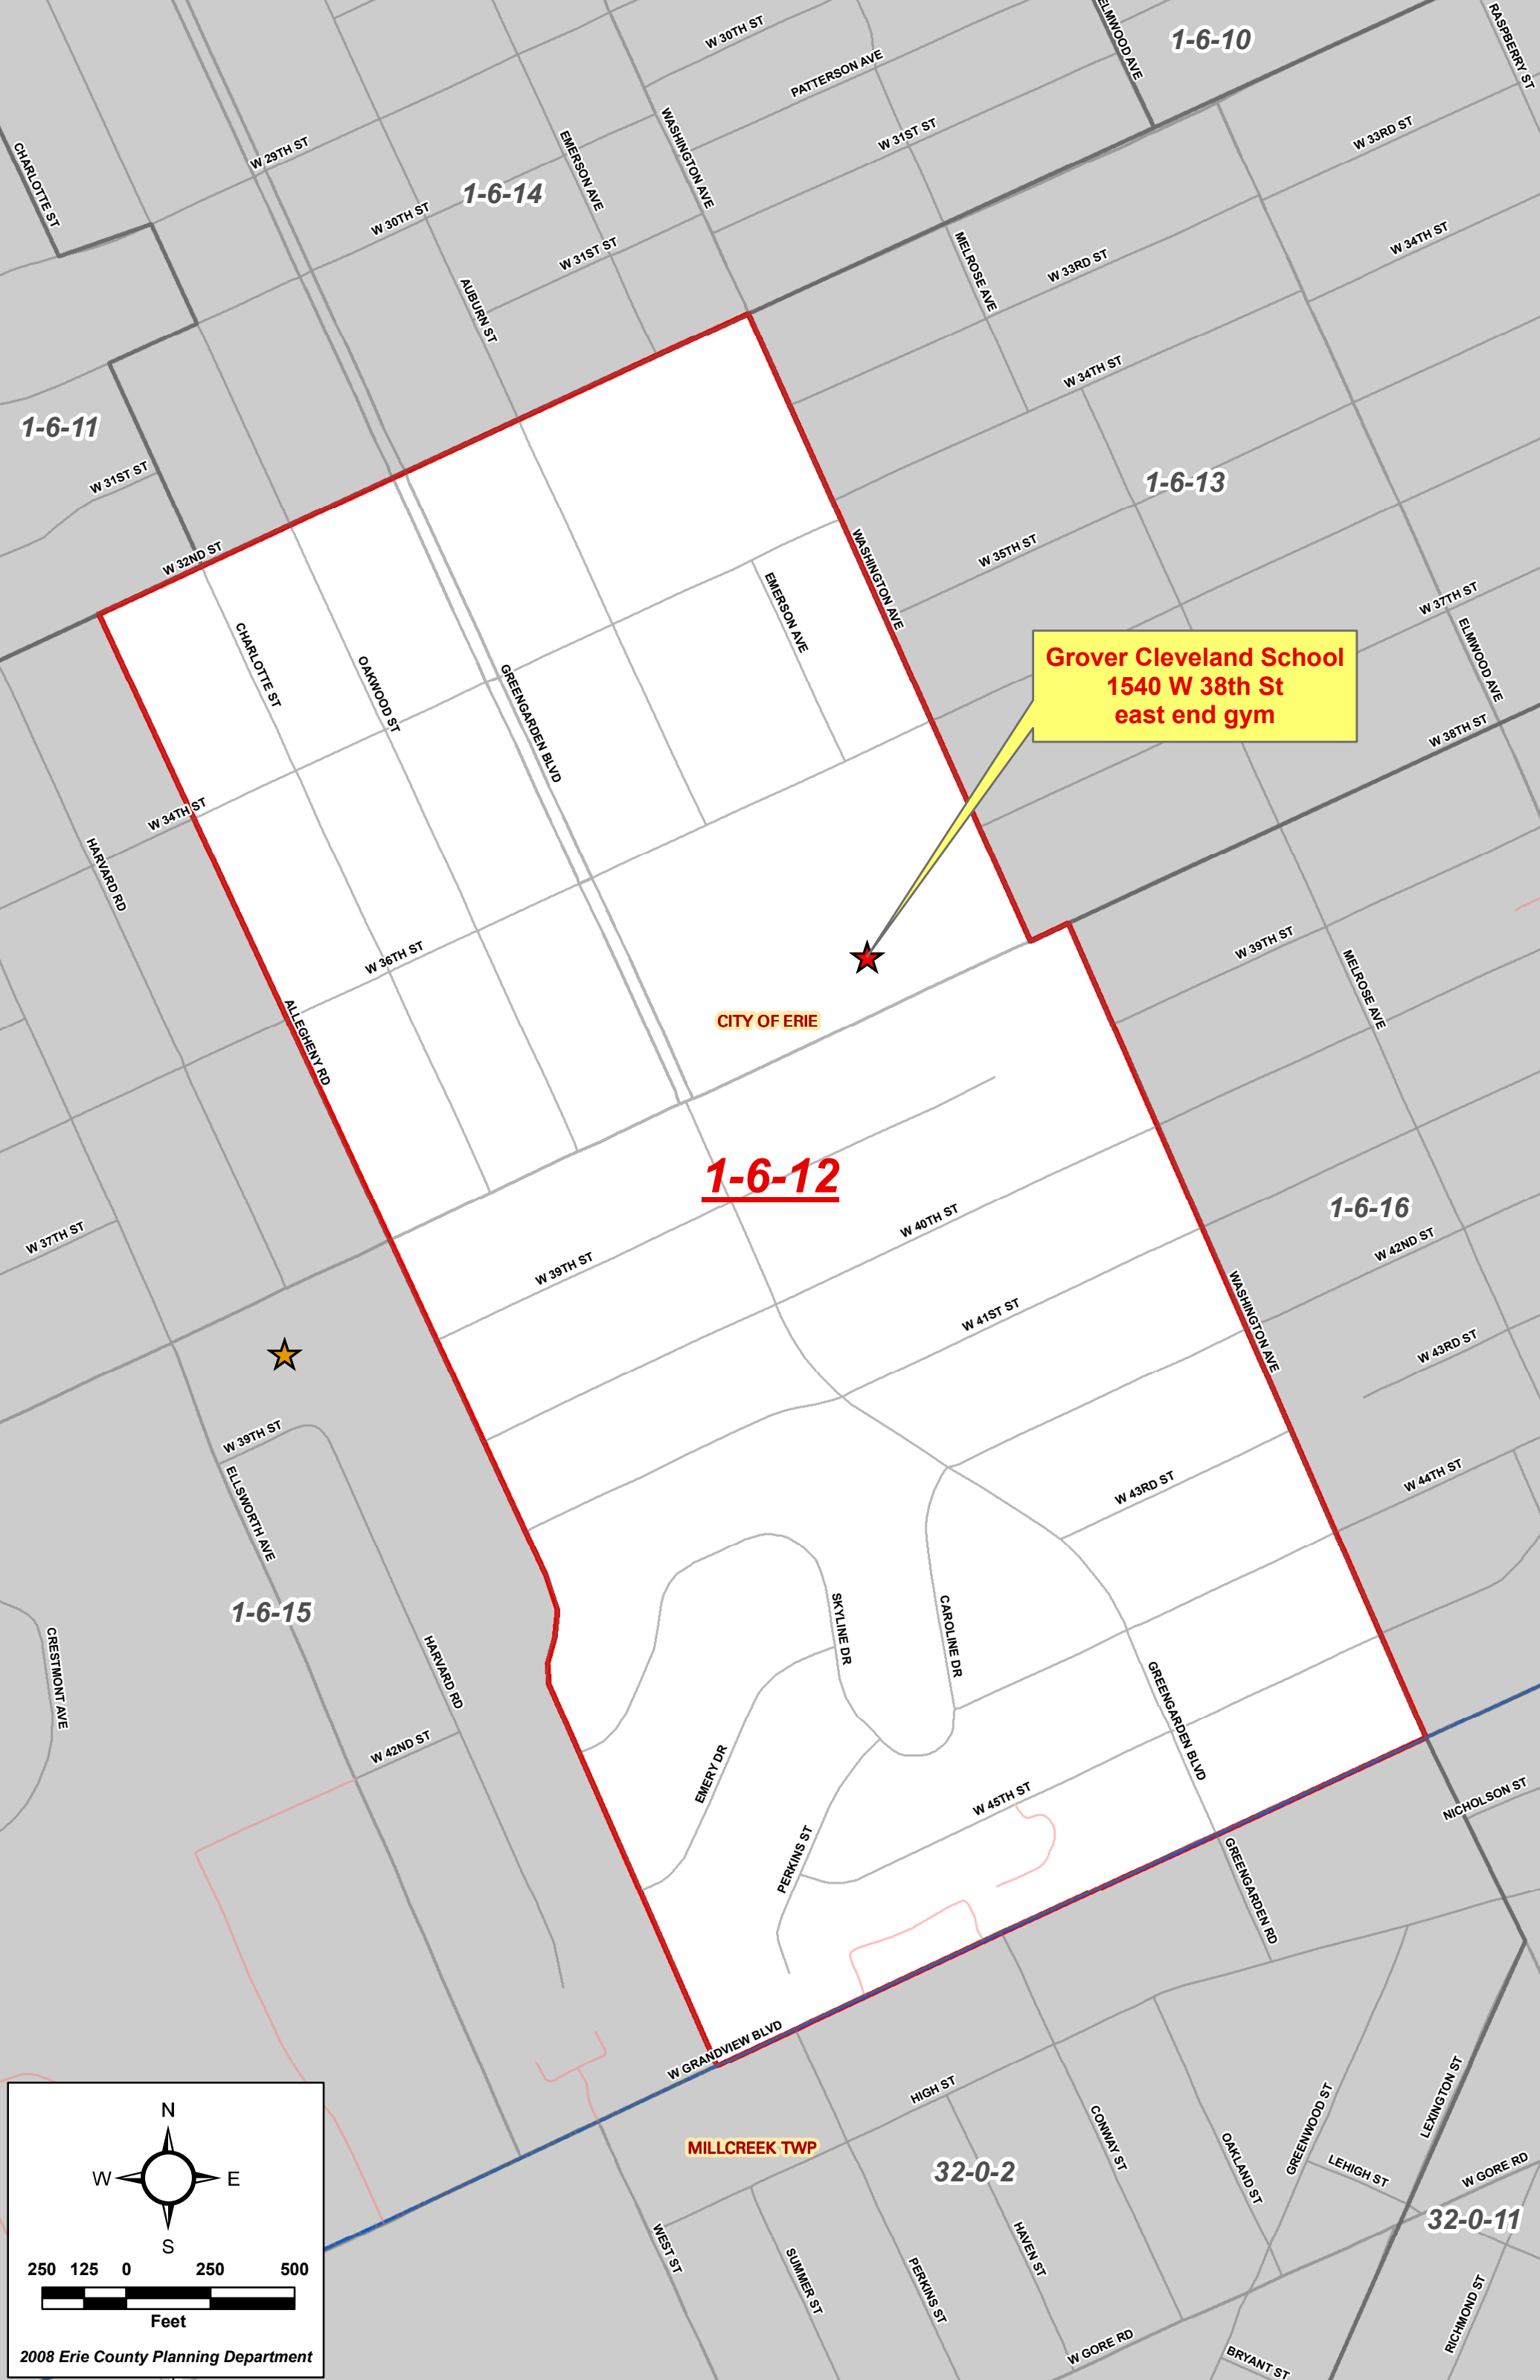 W 30TH ST
ELMWOOD AVE
1-6-10
RASPBERRY ST
PATTERSON AVE
W 29TH ST
CHARLOTTE ST
EMERSON AVE
WASHINGTON AVE
W 31ST ST
W 33RD ST
1-6-14
W 30TH ST
W 31ST ST
MELROSE AVE
W 33RD ST
W 34TH ST
AUBURN ST
W 34TH ST
1-6-11
W 31ST ST
1-6-13
W 32ND ST
WASHINGTON AVE
W 35TH ST
EMERSON AVE
W 37TH ST
CHARLOTTE ST
OAKWOOD ST
GREENGARDEN BLVD
ELMWOOD AVE
Grover Cleveland School
1540 W 38th St
east end gym
W 38TH ST
W 34TH ST
HARVARD RD
W 36TH ST
W 39TH ST
MELROSE AVE
ALLEGHENY RD
CITY OF ERIE
1-6-12
1-6-16
W 37TH ST
W 40TH ST
W 42ND ST
W 39TH ST
W 41ST ST
WASHINGTON AVE
W 43RD ST
W 39TH ST
ELLSWORTH AVE
W 43RD ST
W 44TH ST
1-6-15
SKYLINE DR
CAROLINE DR
CRESTMONT AVE
HARVARD RD
GREENGARDEN BLVD
W 42ND ST
EMERY DR
W 45TH ST
NICHOLSON ST
PERKINS ST
GREENGARDEN RD
W GRANDVIEW BLVD
HIGH ST
MILLCREEK TWP
32-0-2
CONWAY ST
OAKLAND ST
GREENWOOD ST
LEXINGTON ST
LEHIGH ST
W GORE RD
32-0-11
WEST ST
SUMMER ST
PERKINS ST
HAVEN ST
W GORE RD
BRYANT ST
RICHMOND ST
N
W E
S
250 125 0 250 500
Feet
2008 Erie County Planning Department